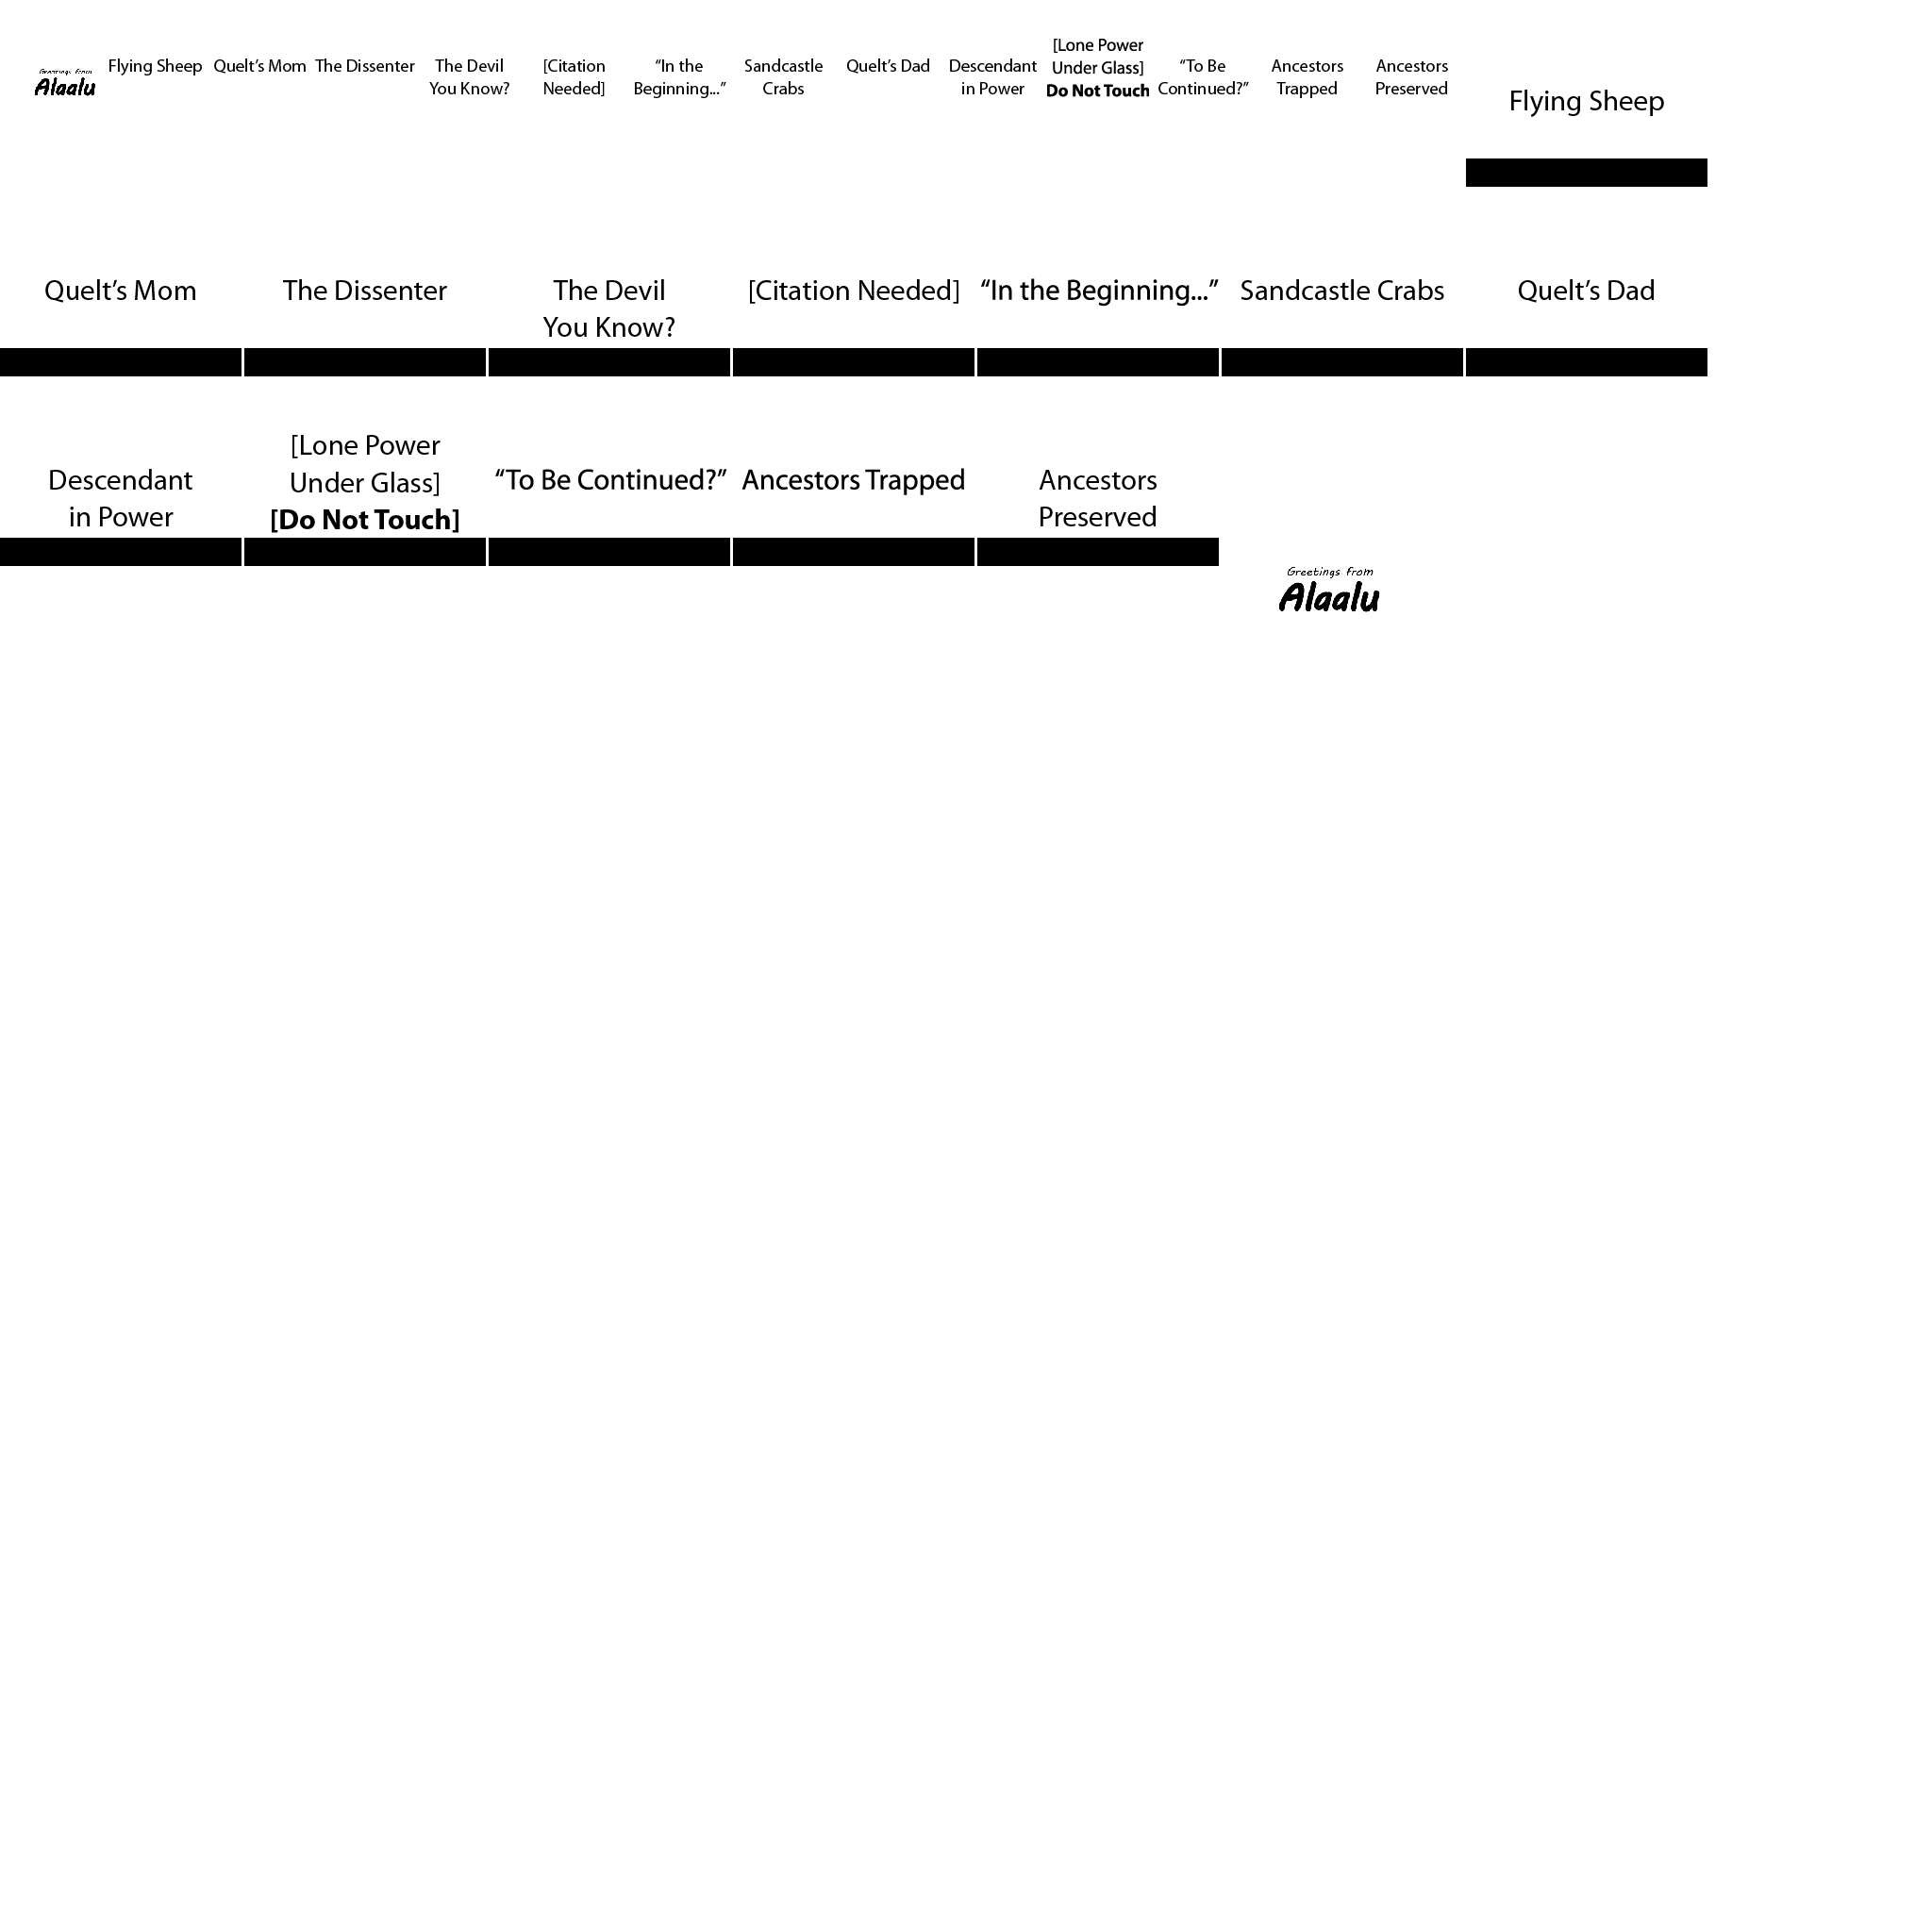 Greetings from
Alaalu
Flying Sheep
Quelt's Mom
The Dissenter
The Devil
You Know?
[Citation
Needed]
“In the
Beginning...”
Sandcastle
Crabs
Quelt's Dad
Descendant
in Power
[Lone Power
Under Glass]
Do Not Touch
“To Be
Continued?”
Ancestors
Trapped
Ancestors
Preserved
Flying Sheep
Quelt's Mom
The Dissenter
The Devil
You Know?
[Citation Needed]
“In the Beginning...”
Sandcastle Crabs
Quelt's Dad
Descendant
in Power
[Lone Power
Under Glass]
[Do Not Touch]
“To Be Continued?”
Ancestors Trapped
Ancestors
Preserved
Greetings from
Alaalu